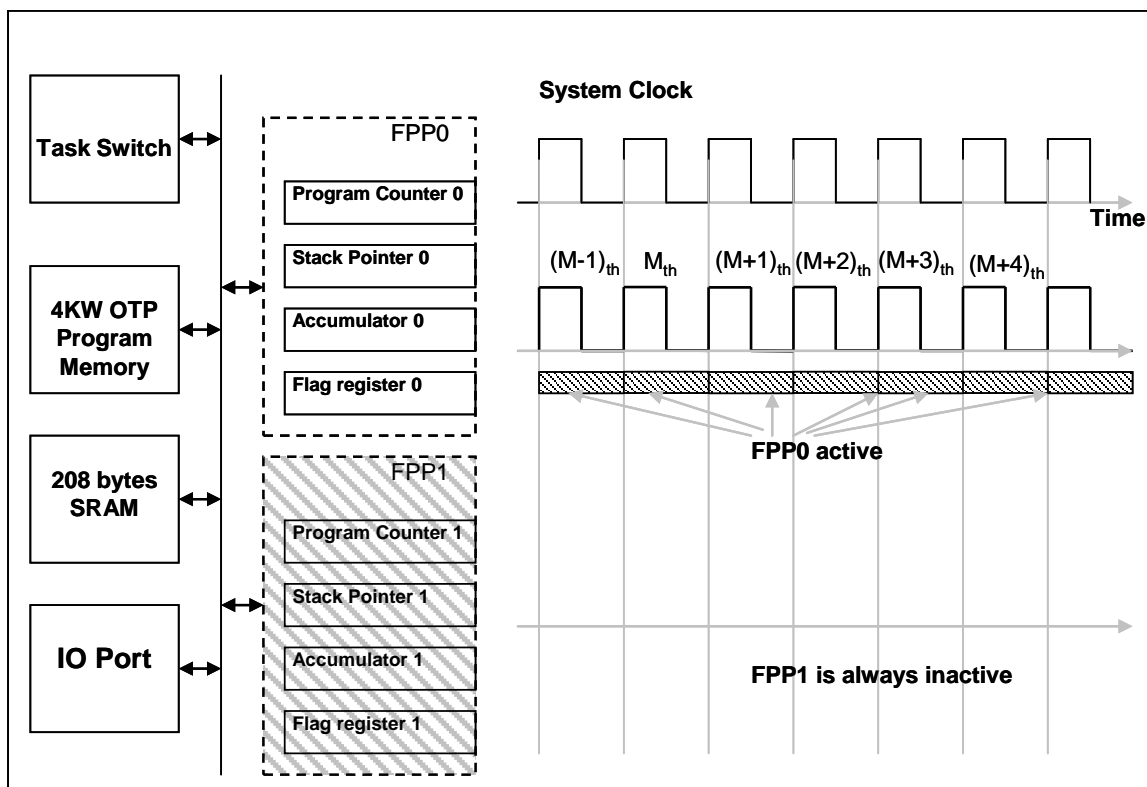 Task Switch
4KW OTP
Program
Memory
208 bytes
SRAM
IO Port
FPP0
Program Counter 0
Stack Pointer 0
Accumulator 0
Flag register 0
FPP1
Program Counter 1
Stack Pointer 1
Accumulator 1
Flag register 1
System Clock
Time
(M-1)th Mth (M+1)th (M+2)th (M+3)th (M+4)th
FPP0 active
FPP1 is always inactive